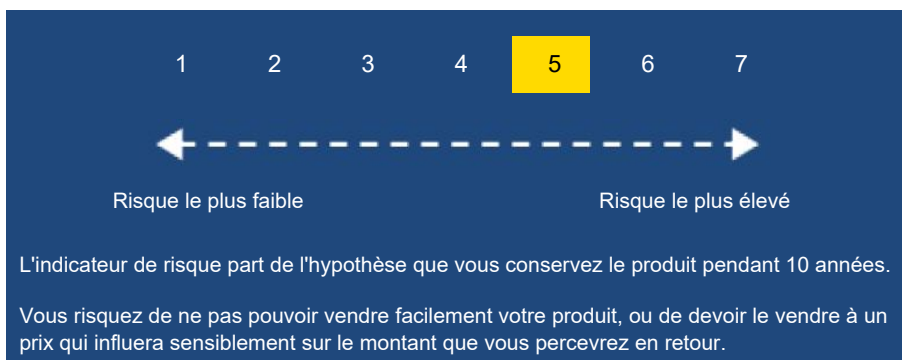 1 2 3 4 5 6 7
Risque le plus faible Risque le plus élevé
L'indicateur de risque part de l'hypothèse que vous conservez le produit pendant 10 années.
Vous risquez de ne pas pouvoir vendre facilement votre produit, ou de devoir le vendre à un
prix qui influera sensiblement sur le montant que vous percevrez en retour.